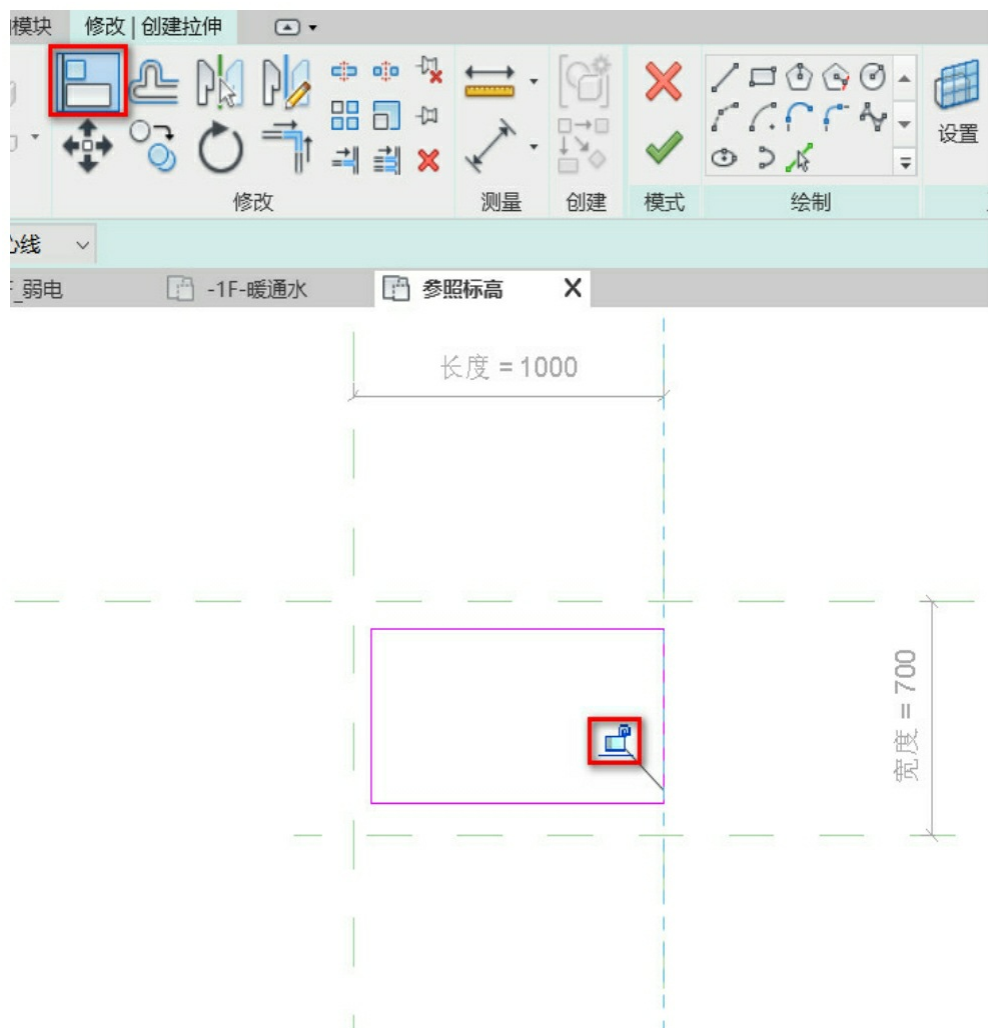 模块 修改 | 创建拉伸
设置
修改 测量 创建 模式 绘制
心线
_弱电 -1F-暖通水 参照标高 X
长度 = 1000
宽度 = 700